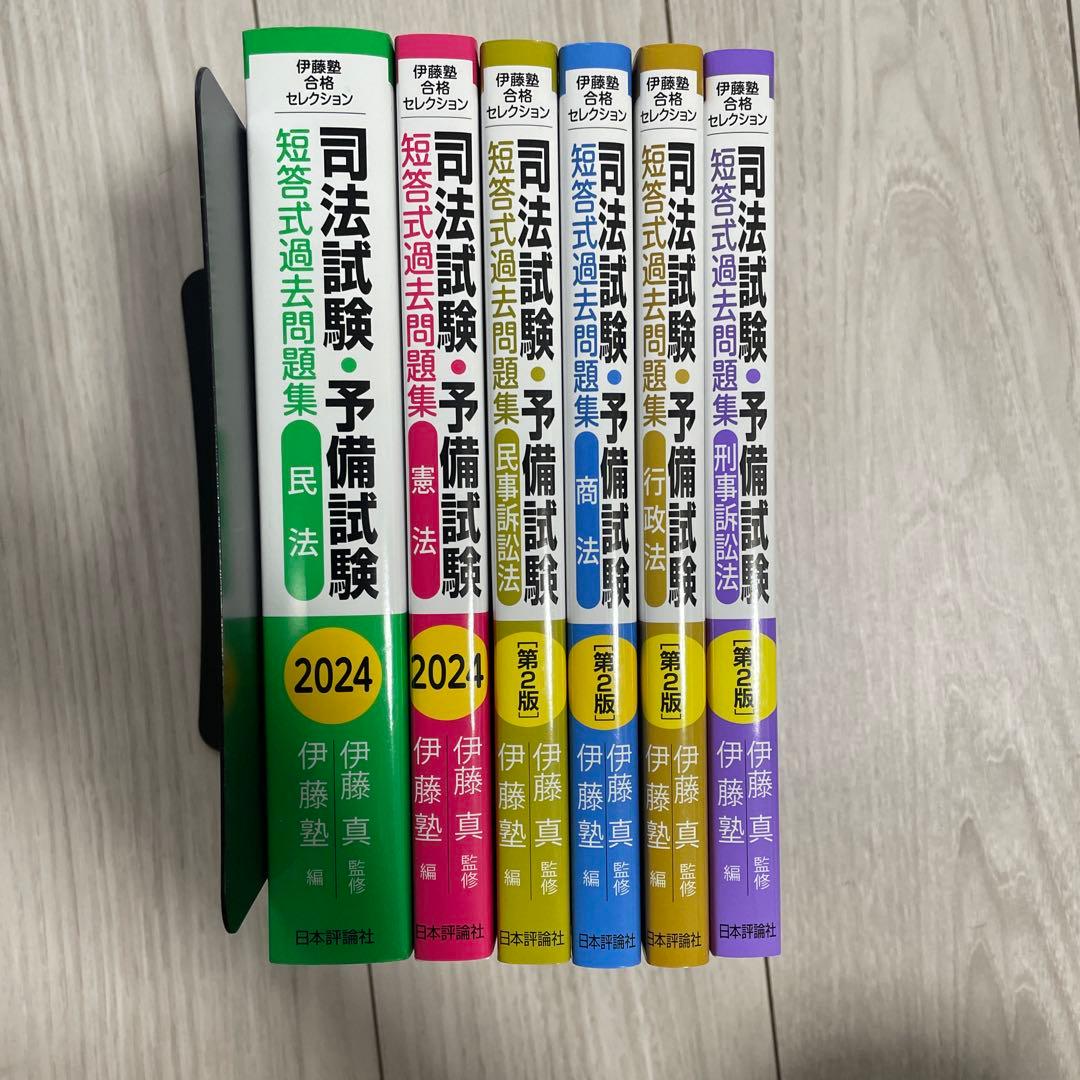 伊藤塾
合格
セレクション
司法試験・予備試験
短答式過去問題集
民法
2024
伊藤真 監修
伊藤塾 編
日本評論社
伊藤塾
合格
セレクション
司法試験・予備試験
短答式過去問題集
憲法
2024
伊藤真 監修
伊藤塾 編
日本評論社
伊藤塾
合格
セレクション
司法試験・予備試験
短答式過去問題集
民事訴訟法
[第2版]
伊藤真 監修
伊藤塾 編
日本評論社
伊藤塾
合格
セレクション
司法試験・予備試験
短答式過去問題集
商法
[第2版]
伊藤真 監修
伊藤塾 編
日本評論社
伊藤塾
合格
セレクション
司法試験・予備試験
短答式過去問題集
行政法
[第2版]
伊藤真 監修
伊藤塾 編
日本評論社
伊藤塾
合格
セレクション
司法試験・予備試験
短答式過去問題集
刑事訴訟法
[第2版]
伊藤真 監修
伊藤塾 編
日本評論社